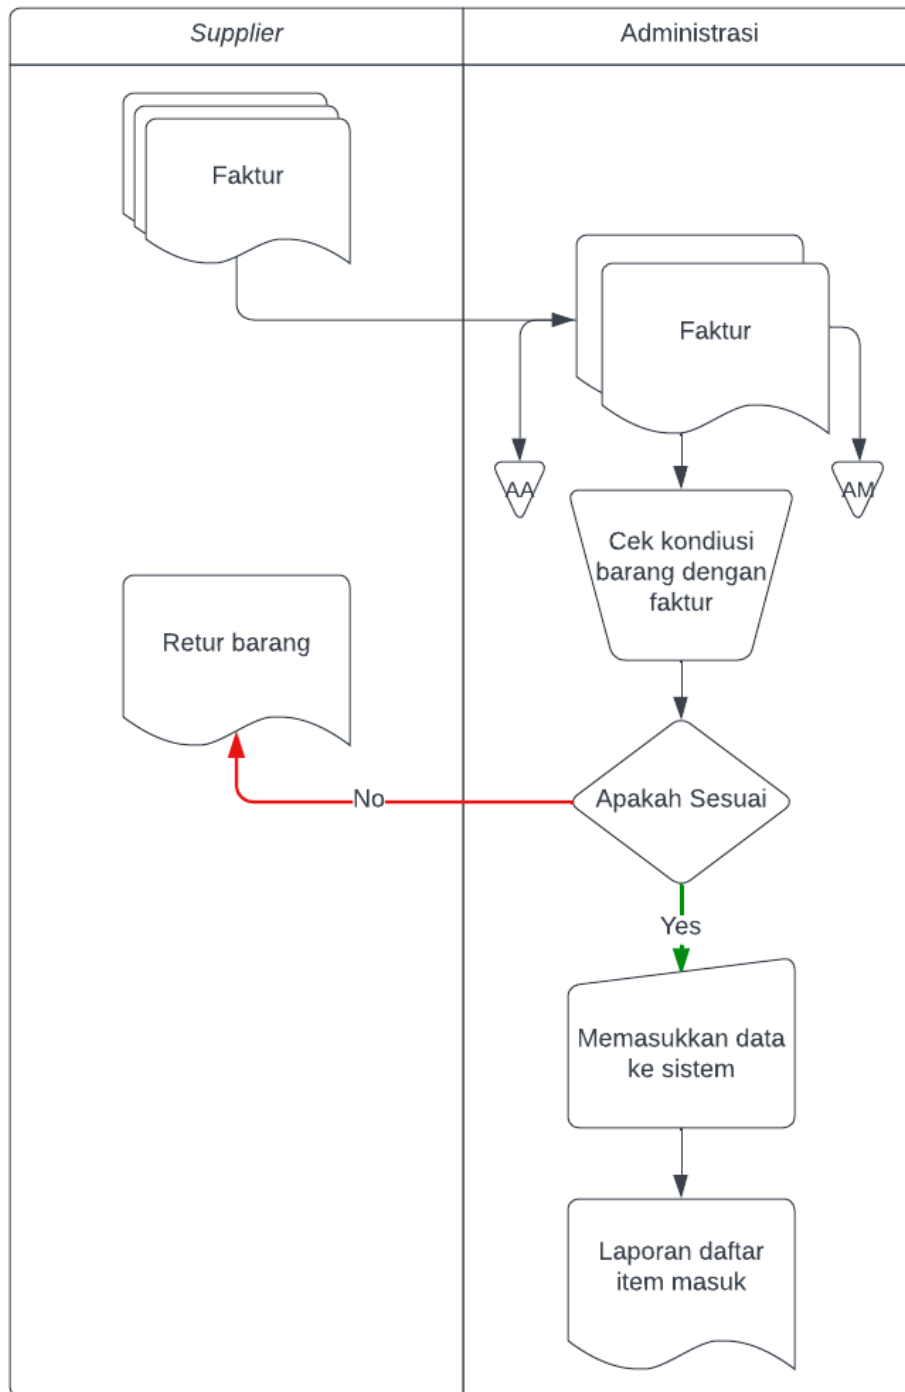 Supplier
Administrasi
Faktur
Faktur
AA
AM
Cek kondiusi
barang dengan
faktur
Retur barang
Apakah Sesuai
No
Yes
Memasukkan data
ke sistem
Laporan daftar
item masuk